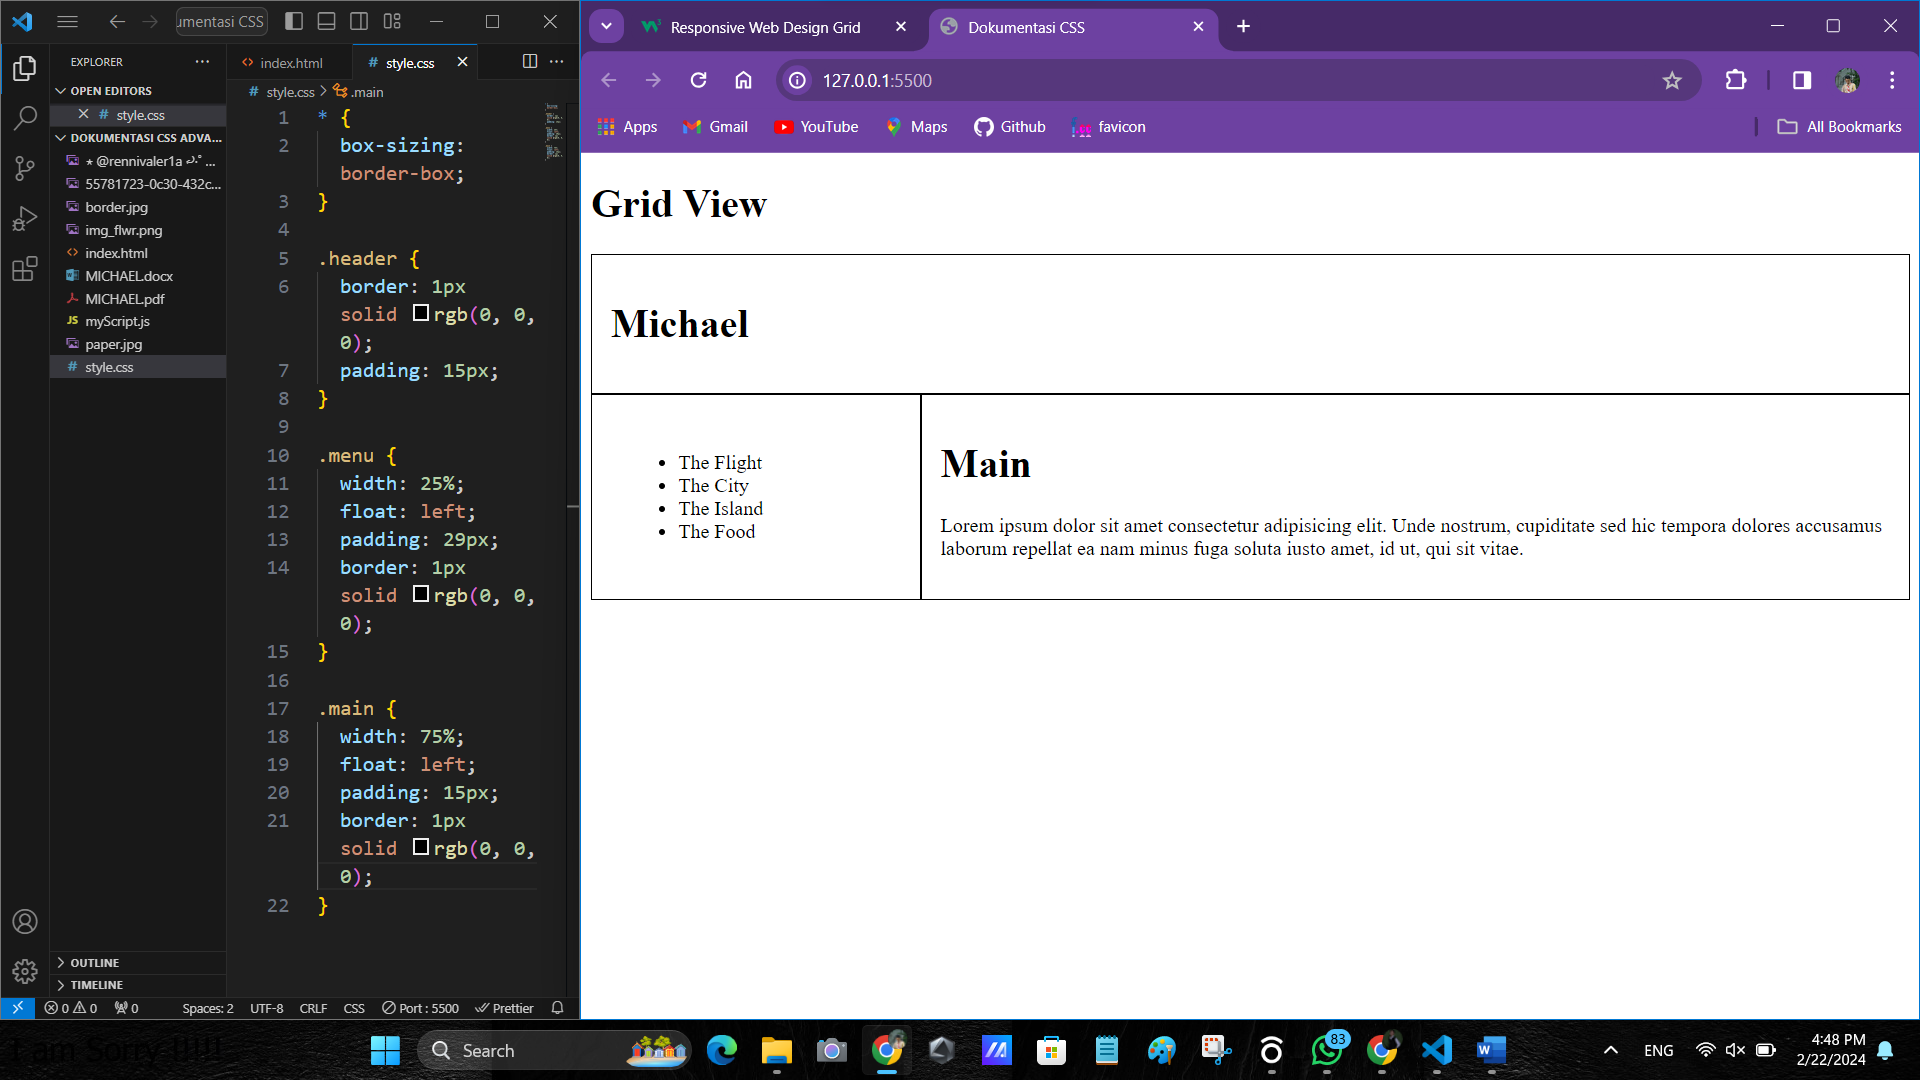 umentasi CSS
EXPLORER
OPEN EDITORS
# style.css
DOKUMENTASI CSS ADVA...
@rennivaler1a
55781723-0c30-432c...
border.jpg
img_flwr.png
index.html
MICHAEL.docx
MICHAEL.pdf
JS myScript.js
paper.jpg
# style.css
OUTLINE
TIMELINE
index.html
# style.css
# style.css > .main
1 * {
2 box-sizing:
border-box;
3 }
4
5 .header {
6 border: 1px
solid rgb(0, 0,
0);
7 padding: 15px;
8 }
9
10 .menu {
11 width: 25%;
12 float: left;
13 padding: 29px;
14 border: 1px
solid rgb(0, 0,
0);
15 }
16
17 .main {
18 width: 75%;
19 float: left;
20 padding: 15px;
21 border: 1px
solid rgb(0, 0,
0);
22 }
0 0 0 Spaces: 2 UTF-8 CRLF CSS Port : 5500 Prettier
Responsive Web Design Grid
Dokumentasi CSS
127.0.0.1:5500
Apps Gmail YouTube Maps Github favicon All Bookmarks
Grid View
Michael
• The Flight
• The City
• The Island
• The Food
Main
Lorem ipsum dolor sit amet consectetur adipisicing elit. Unde nostrum, cupiditate sed hic tempora dolores accusamus
laborum repellat ea nam minus fuga soluta iusto amet, id ut, qui sit vitae.
Search
83
ENG
4:48 PM
2/22/2024